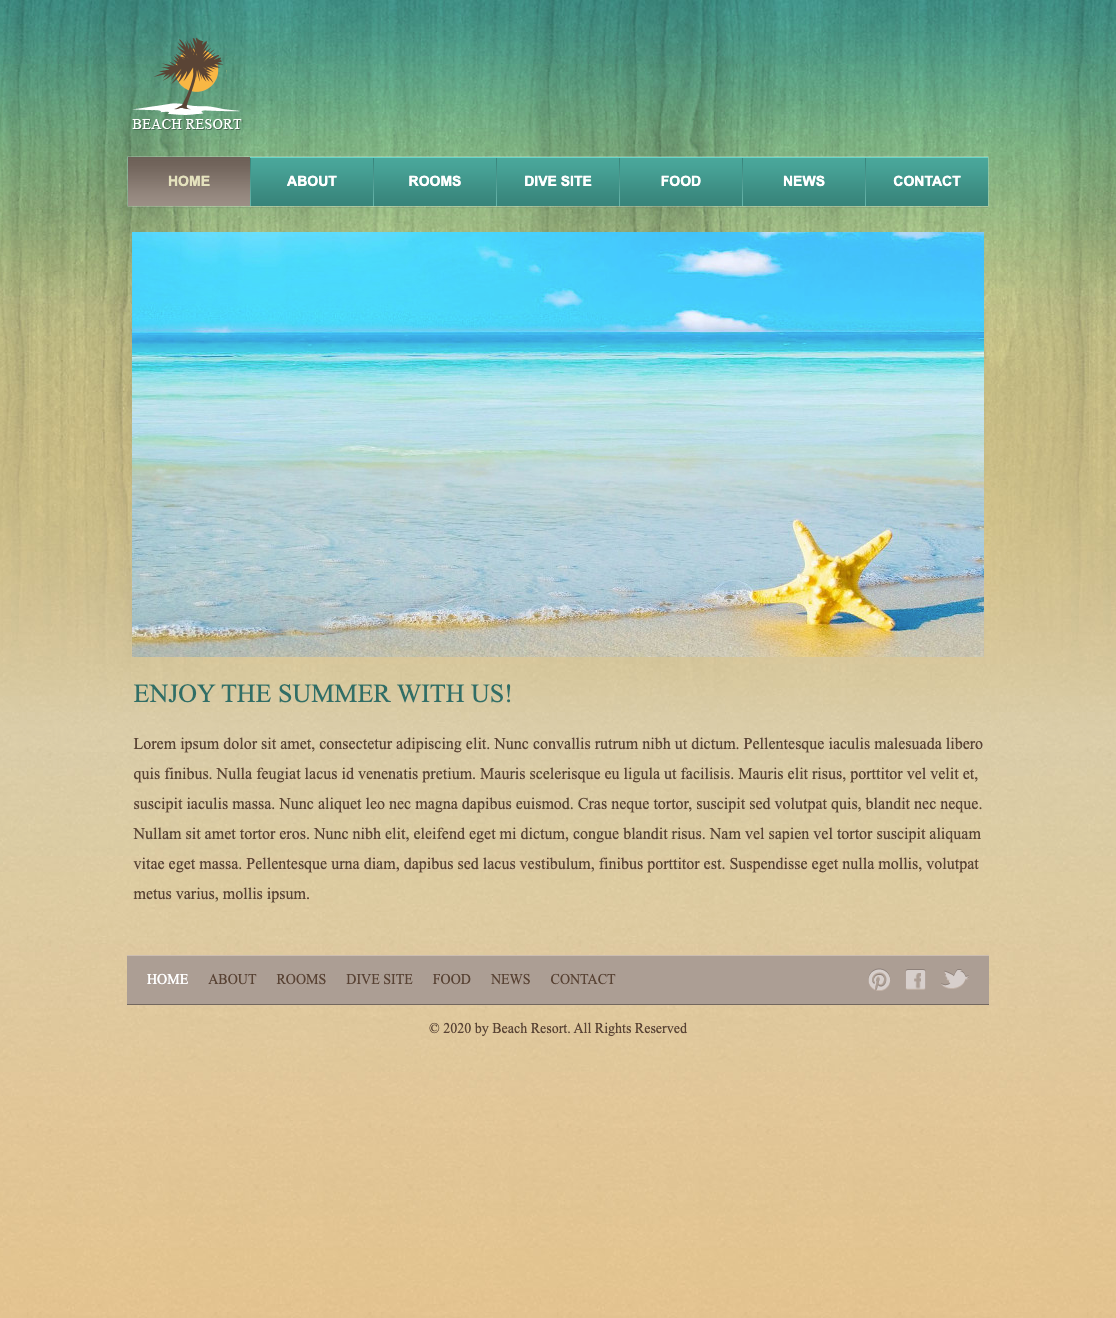 BEACH RESORT
HOME ABOUT ROOMS DIVE SITE FOOD NEWS CONTACT
ENJOY THE SUMMER WITH US!
Lorem ipsum dolor sit amet, consectetur adipiscing elit. Nunc convallis rutrum nibh ut dictum. Pellentesque iaculis malesuada libero
quis finibus. Nulla feugiat lacus id venenatis pretium. Mauris scelerisque eu ligula ut facilisis. Mauris elit risus, porttitor vel velit et,
suscipit iaculis massa. Nunc aliquet leo nec magna dapibus euismod. Cras neque tortor, suscipit sed volutpat quis, blandit nec neque.
Nullam sit amet tortor eros. Nunc nibh elit, eleifend eget mi dictum, congue blandit risus. Nam vel sapien vel tortor suscipit aliquam
vitae eget massa. Pellentesque urna diam, dapibus sed lacus vestibulum, finibus porttitor est. Suspendisse eget nulla mollis, volutpat
metus varius, mollis ipsum.
HOME ABOUT ROOMS DIVE SITE FOOD NEWS CONTACT
© 2020 by Beach Resort. All Rights Reserved